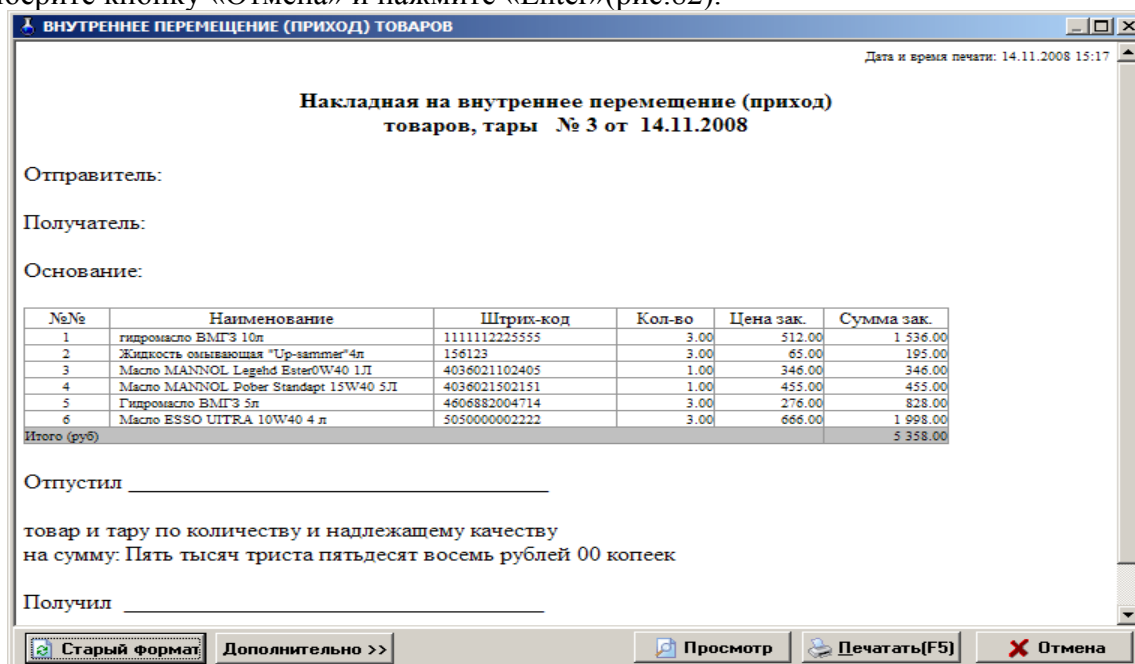 берите кнопку «Отмена» и нажмите «Enter»(рис.82).
ВНУТРЕННЕЕ ПЕРЕМЕЩЕНИЕ (ПРИХОД) ТОВАРОВ
Дата и время печати: 14.11.2008 15:17
Накладная на внутреннее перемещение (приход)
товаров, тары № 3 от 14.11.2008
Отправитель:
Получатель:
Основание:
№№ Наименование Штрих-код Кол-во Цена зак. Сумма зак.
1 гидромасло ВМГЗ 10л 1111112225555 3.00 512.00 1 536.00
2 Жидкость омывающая "Up-sammer"4л 156123 3.00 65.00 195.00
3 Масло MANNOL Legehd Ester0W40 1Л 4036021102405 1.00 346.00 346.00
4 Масло MANNOL Pober Standapt 15W40 5Л 4036021502151 1.00 455.00 455.00
5 Гидромасло ВМГЗ 5л 4606882004714 3.00 276.00 828.00
6 Масло ESSO UITRA 10W40 4 л 5050000002222 3.00 666.00 1 998.00
Итого (руб) 5 358.00
Отпустил
товар и тару по количеству и надлежащему качеству
на сумму: Пять тысяч триста пятьдесят восемь рублей 00 копеек
Получил
Старый формат Дополнительно >> Просмотр Печатать(F5) Отмена